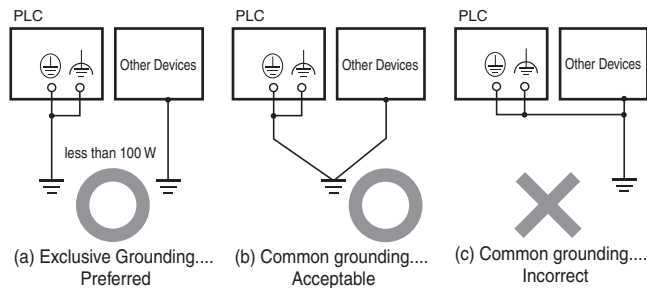 PLC
Other Devices
less than 100 W
(a) Exclusive Grounding....
Preferred
PLC
Other Devices
(b) Common grounding....
Acceptable
PLC
Other Devices
(c) Common grounding....
Incorrect